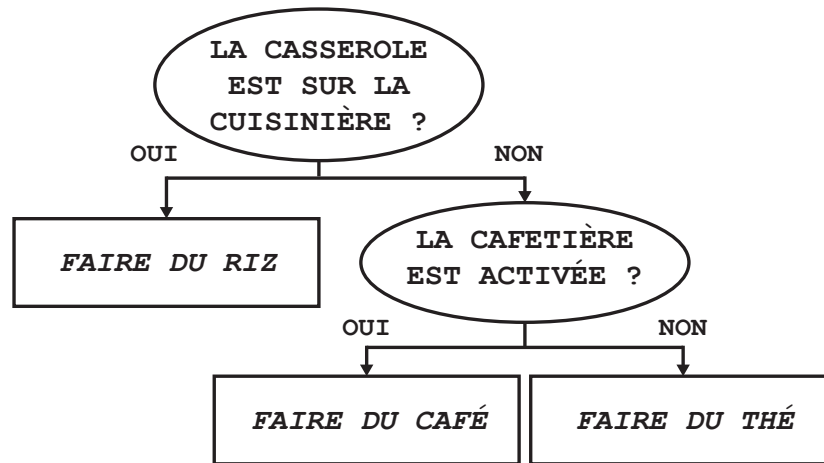 LA CASSEROLE
EST SUR LA
CUISINIÈRE ?
OUI
NON
FAIRE DU RIZ
LA CAFETIÈRE
EST ACTIVÉE ?
OUI
NON
FAIRE DU CAFÉ
FAIRE DU THÉ